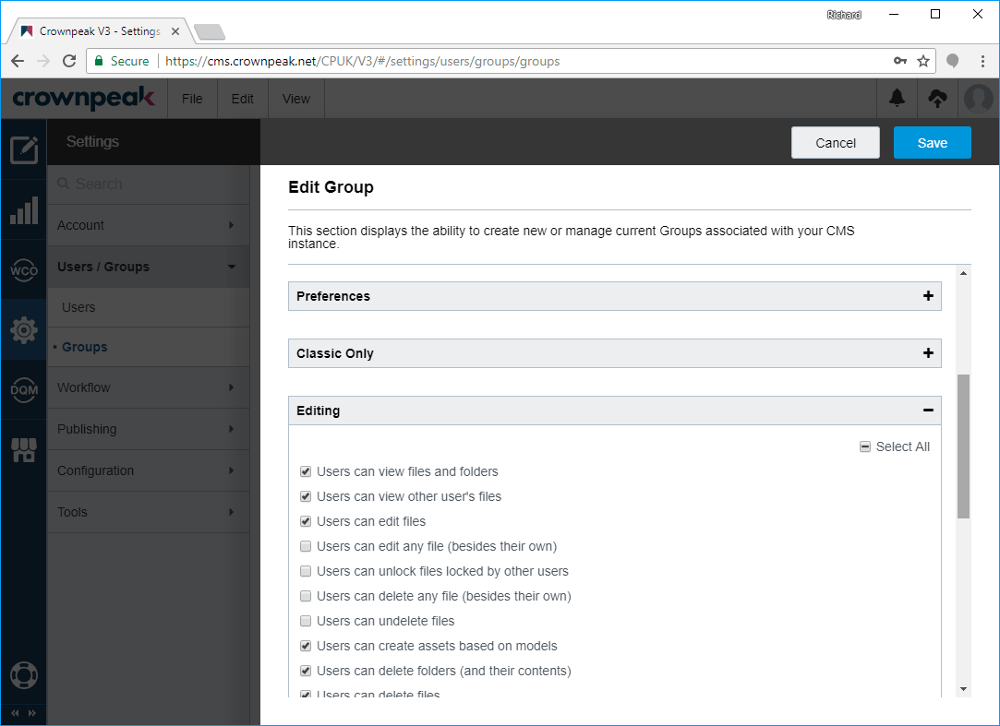 Richard
Crownpeak V3 - Settings
Secure https://cms.crownpeak.net/CPUK/V3/#/settings/users/groups/groups
crownpeak File Edit View
Settings
Cancel Save
Search
Account
Users / Groups
Users
• Groups
Workflow
Publishing
Configuration
Tools
WCO
DQM
Edit Group
This section displays the ability to create new or manage current Groups associated with your CMS
instance.
Preferences
Classic Only
Editing
Select All
Users can view files and folders
Users can view other user's files
Users can edit files
Users can edit any file (besides their own)
Users can unlock files locked by other users
Users can delete any file (besides their own)
Users can undelete files
Users can create assets based on models
Users can delete folders (and their contents)
Users can delete files